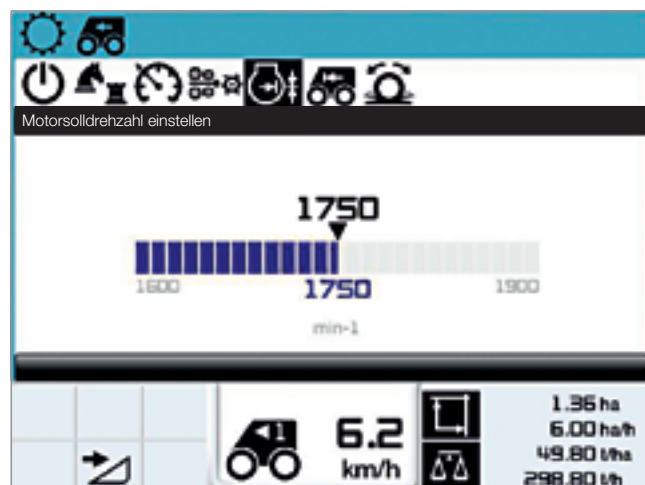 Motorsolldrehzahl einstellen
1750
1600 1750 1900
min-1
1
6.2
km/h
1.36 ha
6.00 ha/h
49.80 t/ha
298.80 t/h